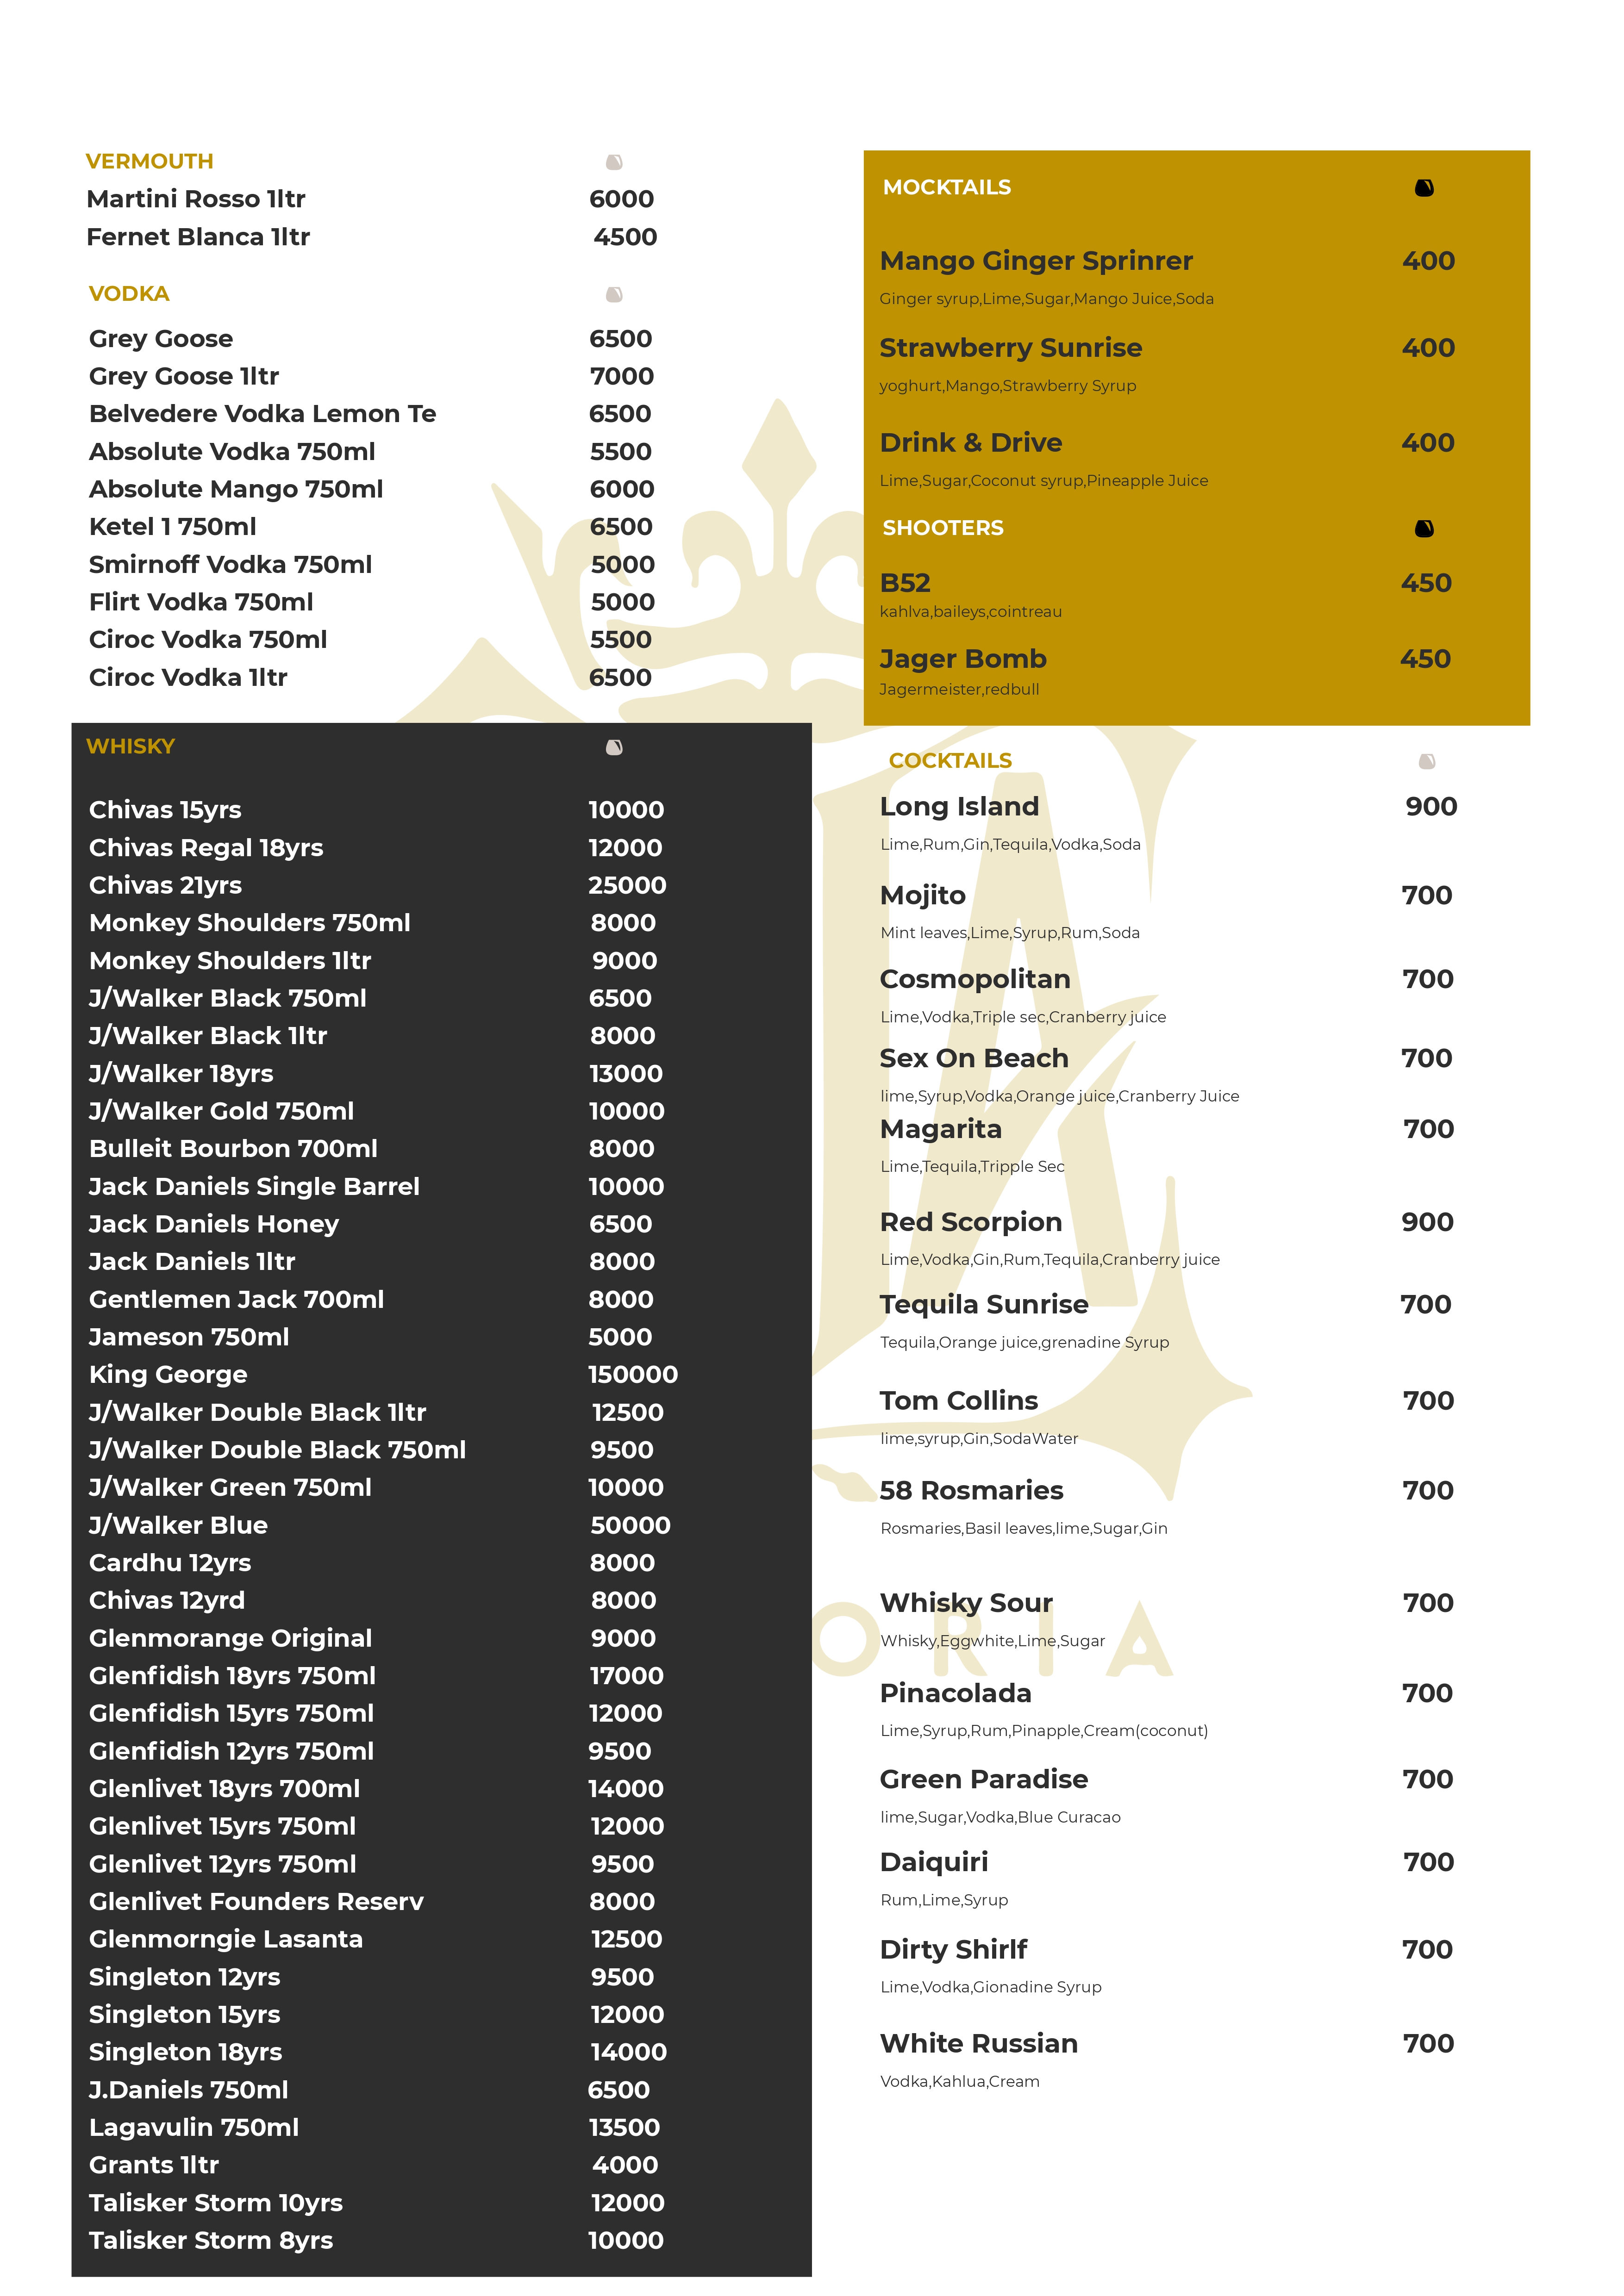 VERMOUTH
Martini Rosso 1ltr 6000
Fernet Blanca 1ltr 4500
VODKA
Grey Goose 6500
Grey Goose 1ltr 7000
Belvedere Vodka Lemon Te 6500
Absolute Vodka 750ml 5500
Absolute Mango 750ml 6000
Ketel 1 750ml 6500
Smirnoff Vodka 750ml 5000
Flirt Vodka 750ml 5000
Ciroc Vodka 750ml 5500
Ciroc Vodka 1ltr 6500
WHISKY
Chivas 15yrs 10000
Chivas Regal 18yrs 12000
Chivas 21yrs 25000
Monkey Shoulders 750ml 8000
Monkey Shoulders 1ltr 9000
J/Walker Black 750ml 6500
J/Walker Black 1ltr 8000
J/Walker 18yrs 13000
J/Walker Gold 750ml 10000
Bulleit Bourbon 700ml 8000
Jack Daniels Single Barrel 10000
Jack Daniels Honey 6500
Jack Daniels 1ltr 8000
Gentlemen Jack 700ml 8000
Jameson 750ml 5000
King George 150000
J/Walker Double Black 1ltr 12500
J/Walker Double Black 750ml 9500
J/Walker Green 750ml 10000
J/Walker Blue 50000
Cardhu 12yrs 8000
Chivas 12yrd 8000
Glenmorange Original 9000
Glenfidish 18yrs 750ml 17000
Glenfidish 15yrs 750ml 12000
Glenfidish 12yrs 750ml 9500
Glenlivet 18yrs 700ml 14000
Glenlivet 15yrs 750ml 12000
Glenlivet 12yrs 750ml 9500
Glenlivet Founders Reserv 8000
Glenmorngie Lasanta 12500
Singleton 12yrs 9500
Singleton 15yrs 12000
Singleton 18yrs 14000
J.Daniels 750ml 6500
Lagavulin 750ml 13500
Grants 1ltr 4000
Talisker Storm 10yrs 12000
Talisker Storm 8yrs 10000
MOCKTAILS
Mango Ginger Sprinrer 400
Ginger syrup,Lime,Sugar,Mango Juice,Soda
Strawberry Sunrise 400
yoghurt,Mango,Strawberry Syrup
Drink & Drive 400
Lime,Sugar,Coconut syrup,Pineapple Juice
SHOOTERS
B52 450
kahlva,baileys,cointreau
Jager Bomb 450
Jagermeister,redbull
COCKTAILS
Long Island 900
Lime,Rum,Gin,Tequila,Vodka,Soda
Mojito 700
Mint leaves,Lime,Syrup,Rum,Soda
Cosmopolitan 700
Lime,Vodka,Triple sec,Cranberry juice
Sex On Beach 700
lime,Syrup,Vodka,Orange juice,Cranberry Juice
Magarita 700
Lime,Tequila,Tripple Sec
Red Scorpion 900
Lime,Vodka,Gin,Rum,Tequila,Cranberry juice
Tequila Sunrise 700
Tequila,Orange juice,grenadine Syrup
Tom Collins 700
lime,syrup,Gin,SodaWater
58 Rosmaries 700
Rosmaries,Basil leaves,lime,Sugar,Gin
Whisky Sour 700
Whisky,Eggwhite,Lime,Sugar
Pinacolada 700
Lime,Syrup,Rum,Pinapple,Cream(coconut)
Green Paradise 700
lime,Sugar,Vodka,Blue Curacao
Daiquiri 700
Rum,Lime,Syrup
Dirty Shirlf 700
Lime,Vodka,Gionadine Syrup
White Russian 700
Vodka,Kahlua,Cream